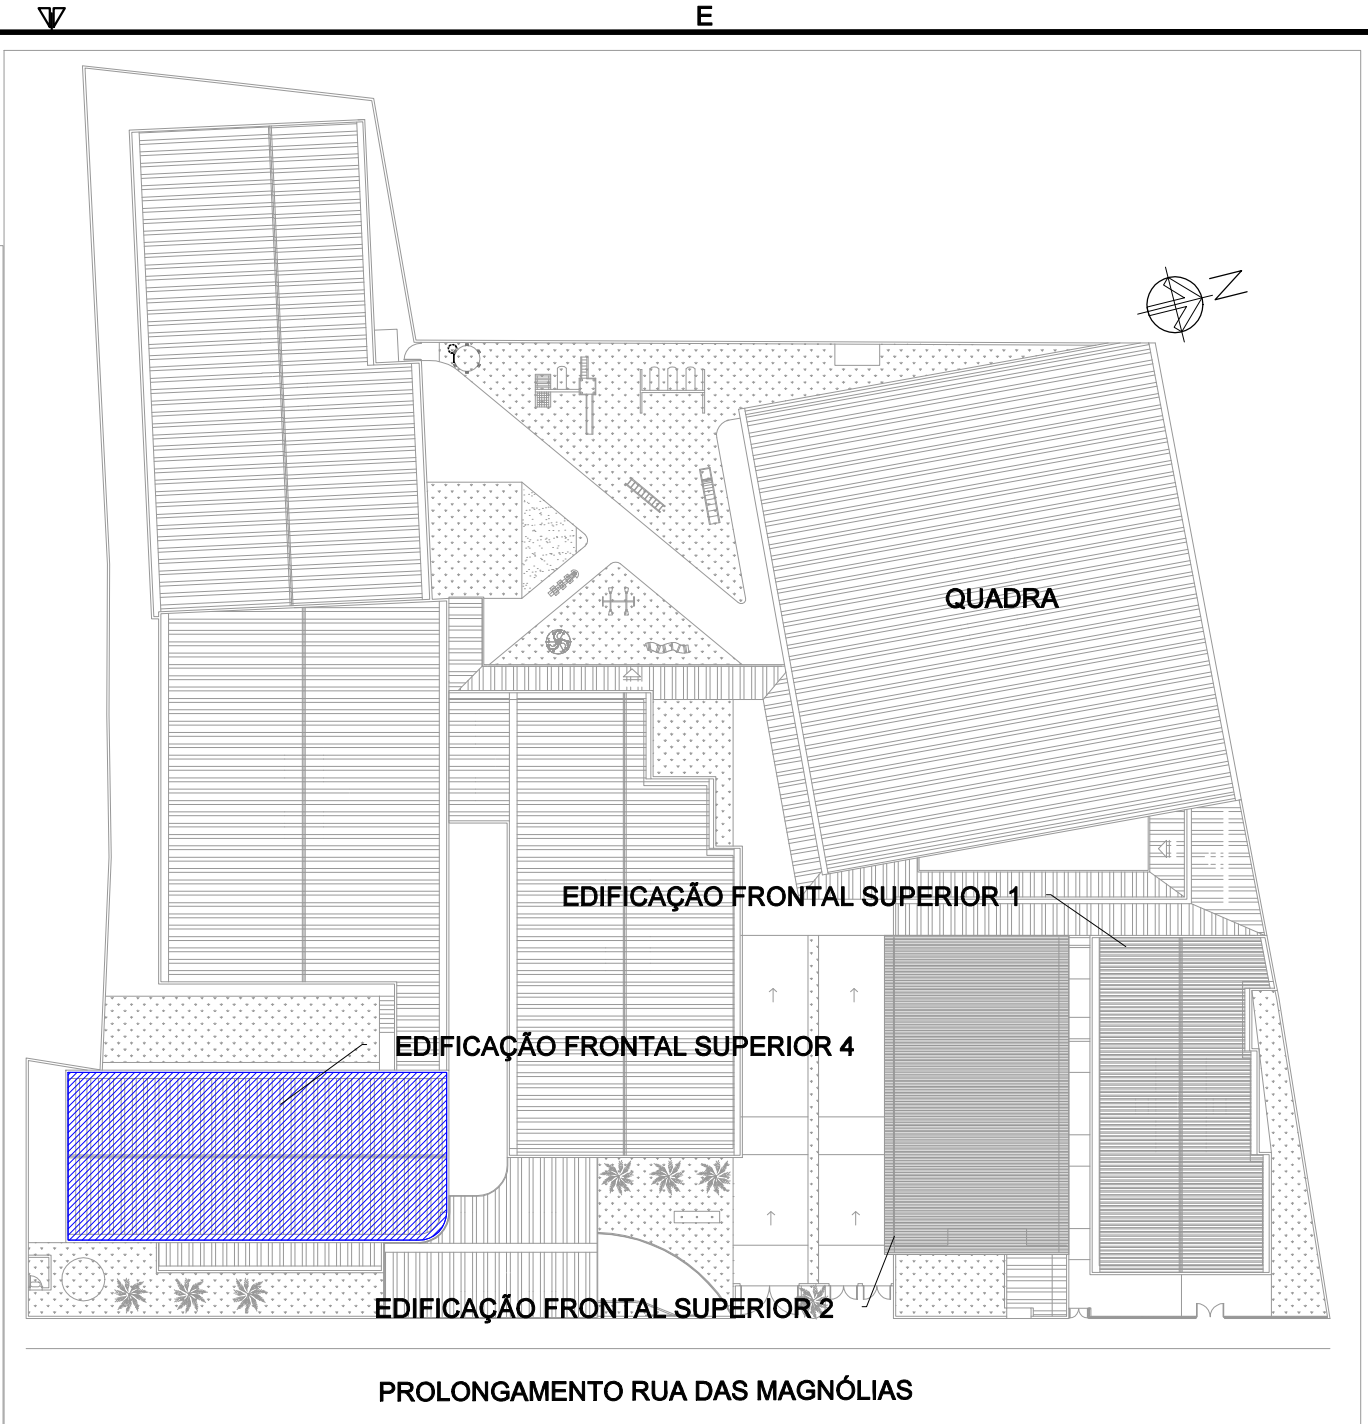 E
N
QUADRA
EDIFICAÇÃO FRONTAL SUPERIOR 1
EDIFICAÇÃO FRONTAL SUPERIOR 4
EDIFICAÇÃO FRONTAL SUPERIOR 2
PROLONGAMENTO RUA DAS MAGNÓLIAS